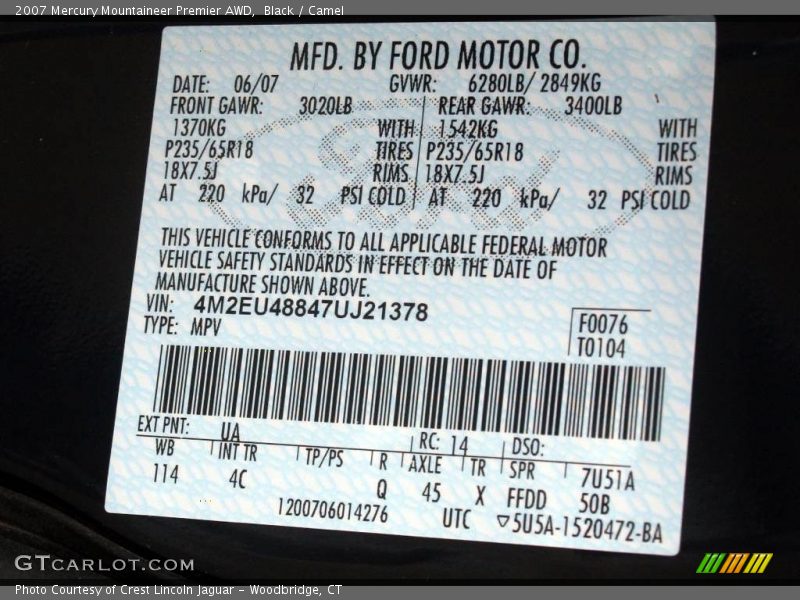 2007 Mercury Mountaineer Premier AWD, Black / Camel
MFD. BY FORD MOTOR CO.
DATE: 06/07 GVWR: 6280LB/ 2849KG
FRONT GAWR: 3020LB REAR GAWR: 3400LB
1370KG WITH 1542KG WITH
P235/65R18 TIRES P235/65R18 TIRES
18X7.5J RIMS 18X7.5J RIMS
AT 220 kPa/ 32 PSI COLD AT 220 kPa/ 32 PSI COLD
THIS VEHICLE CONFORMS TO ALL APPLICABLE FEDERAL MOTOR
VEHICLE SAFETY STANDARDS IN EFFECT ON THE DATE OF
MANUFACTURE SHOWN ABOVE.
VIN: 4M2EU48847UJ21378
TYPE: MPV
F0076
T0104
EXT PNT: UA RC: 14 DSO:
WB INT TR TP/PS R AXLE TR SPR 7U51A
114 4C Q 45 X FFDD 50B
1200706014276 UTC ▽5U5A-1520472-BA
GTCARLOT.COM
Photo Courtesy of Crest Lincoln Jaguar - Woodbridge, CT